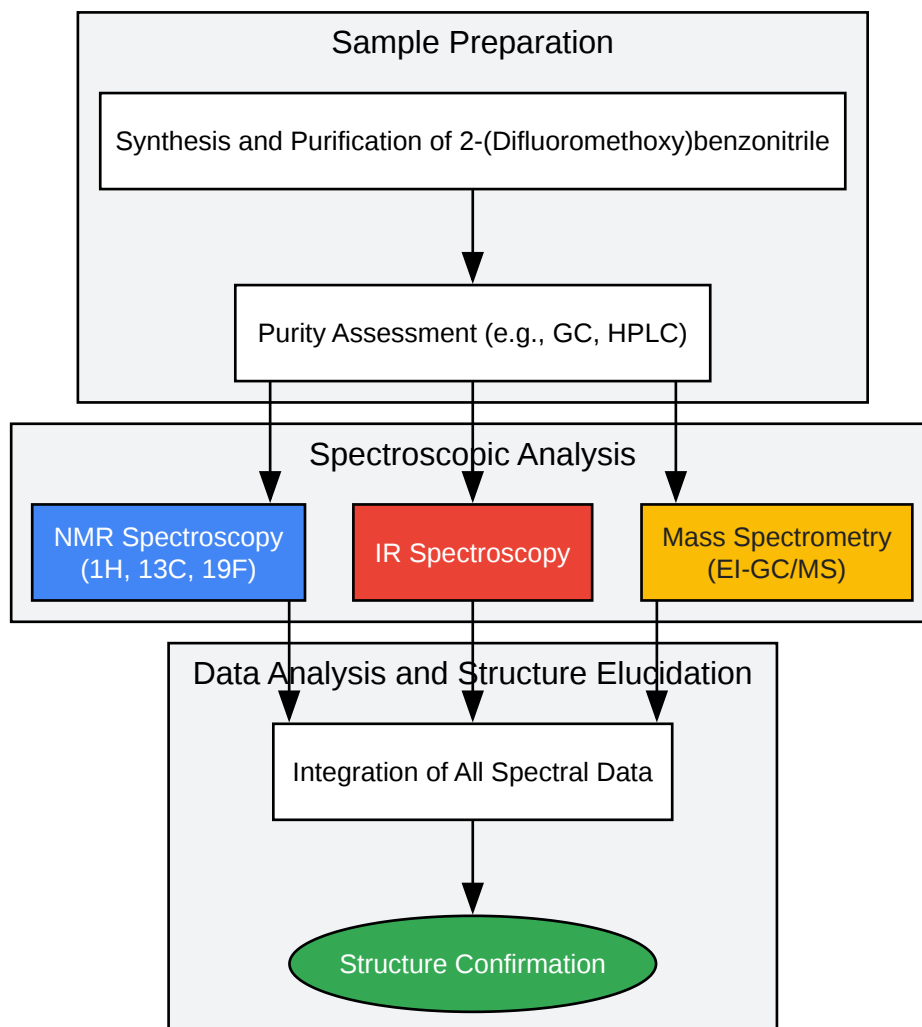 Sample Preparation
Synthesis and Purification of 2-(Difluoromethoxy)benzonitrile
Purity Assessment (e.g., GC, HPLC)
Spectroscopic Analysis
NMR Spectroscopy
(1H, 13C, 19F)
IR Spectroscopy
Mass Spectrometry
(EI-GC/MS)
Data Analysis and Structure Elucidation
Integration of All Spectral Data
Structure Confirmation